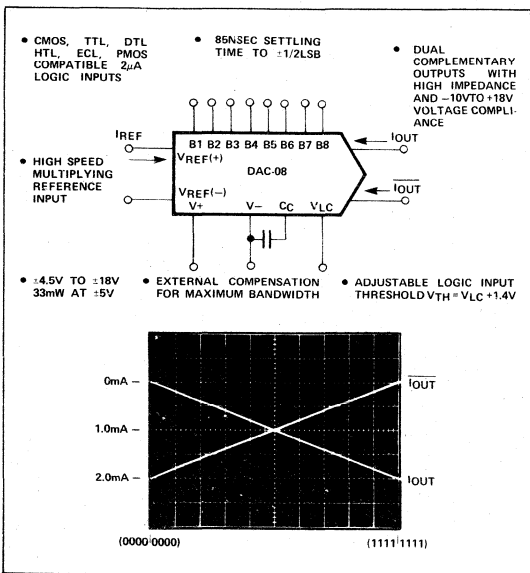 • CMOS, TTL, DTL
HTL, ECL, PMOS
COMPATIBLE 2μA
LOGIC INPUTS
• 85NSEC SETTLING
TIME TO ±1/2LSB
• DUAL
COMPLEMENTARY
OUTPUTS WITH
HIGH IMPEDANCE
AND −10VTO +18V
VOLTAGE COMPLI-
ANCE
IREF
B1 B2 B3 B4 B5 B6 B7 B8
IOUT
VREF(+)
DAC-08
• HIGH SPEED
MULTIPLYING
REFERENCE
INPUT
VREF(−)
IOUT
V+ V− CC VLC
• ±4.5V TO ±18V
33mW AT ±5V
• EXTERNAL COMPENSATION
FOR MAXIMUM BANDWIDTH
• ADJUSTABLE LOGIC INPUT
THRESHOLD VTH = VLC +1.4V
0mA –
IOUT
1.0mA –
2.0mA –
IOUT
(0000 0000)
(1111 1111)